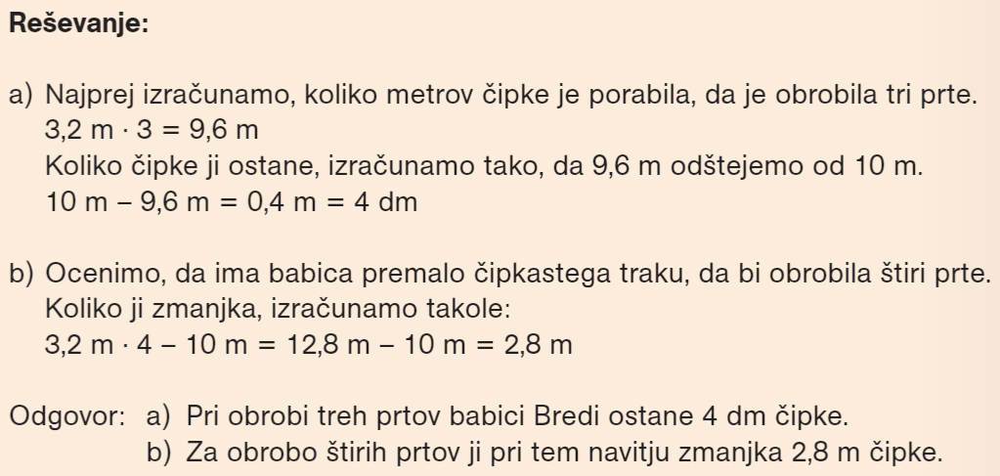 Reševanje:
a) Najprej izračunamo, koliko metrov čipke je porabila, da je obrobila tri prte.
3,2 m · 3 = 9,6 m
Koliko čipke ji ostane, izračunamo tako, da 9,6 m odštejemo od 10 m.
10 m – 9,6 m = 0,4 m = 4 dm
b) Ocenimo, da ima babica premalo čipkastega traku, da bi obrobila štiri prte.
Koliko ji zmanjka, izračunamo takole:
3,2 m · 4 – 10 m = 12,8 m – 10 m = 2,8 m
Odgovor: a) Pri obrobi treh prtov babici Bredi ostane 4 dm čipke.
b) Za obrobo štirih prtov ji pri tem navitju zmanjka 2,8 m čipke.